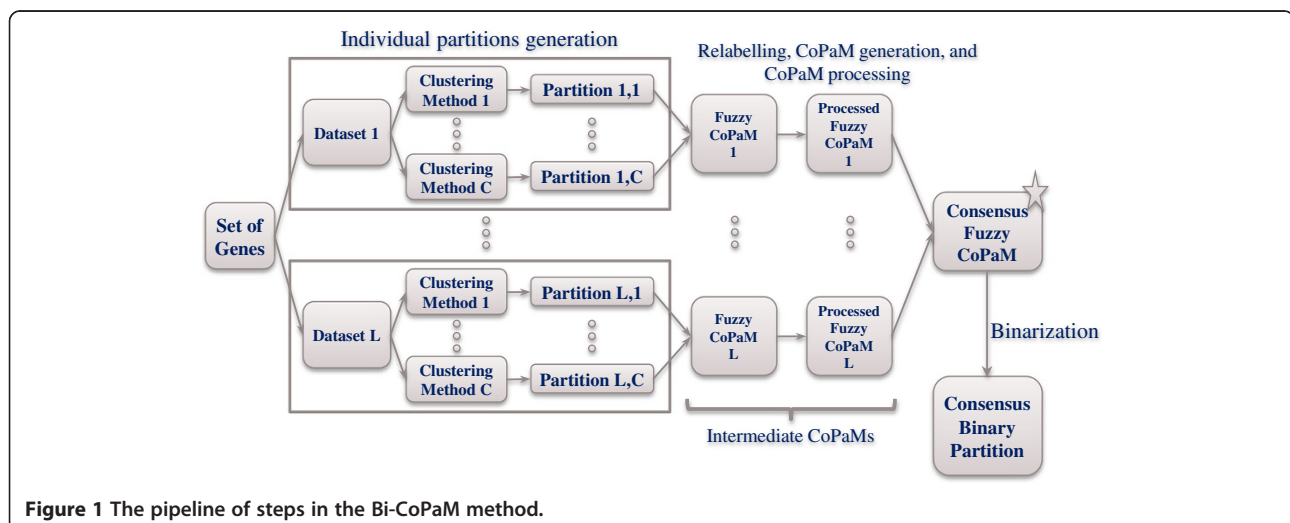 Individual partitions generation
Relabelling, CoPaM generation, and
CoPaM processing
Set of
Genes
Dataset 1
Clustering
Method 1
Partition 1,1
Clustering
Method C
Partition 1,C
Fuzzy
CoPaM
1
Processed
Fuzzy
CoPaM
1
Dataset L
Clustering
Method 1
Partition L,1
Clustering
Method C
Partition L,C
Fuzzy
CoPaM
L
Processed
Fuzzy
CoPaM
L
Intermediate CoPaMs
Consensus
Fuzzy
CoPaM
Binarization
Consensus
Binary
Partition
Figure 1 The pipeline of steps in the Bi-CoPaM method.